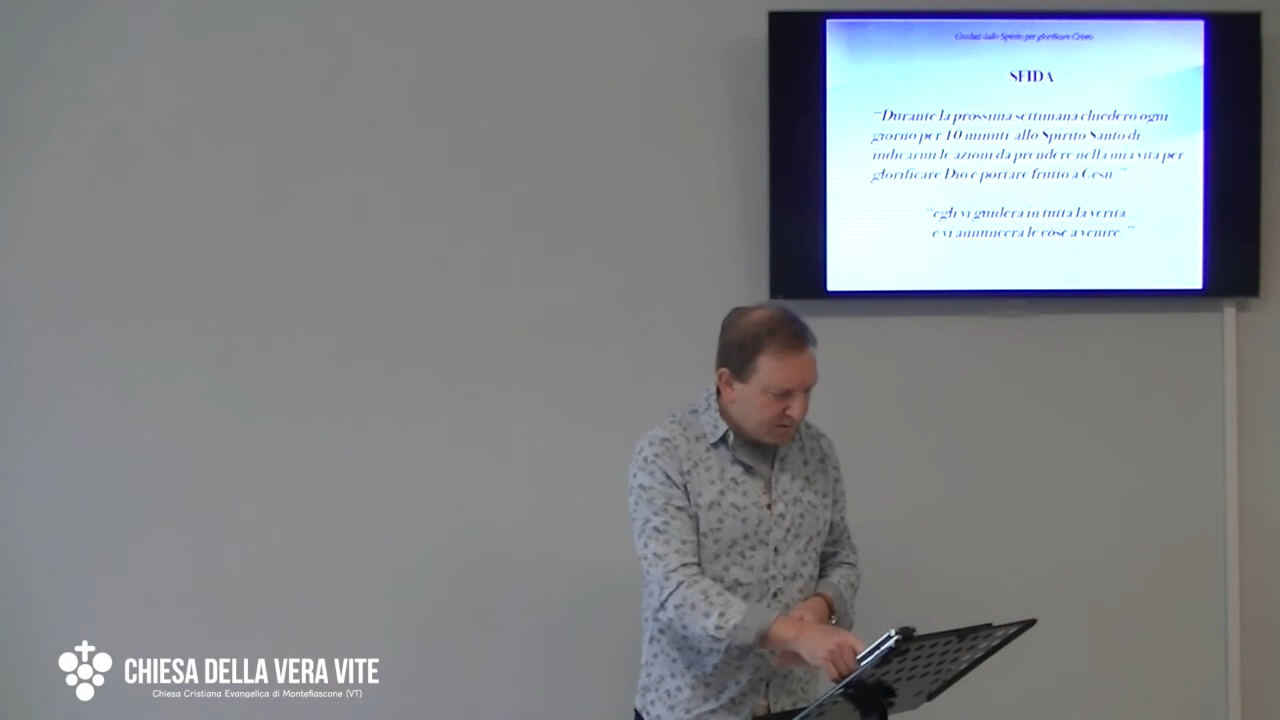 Guidati dallo Spirito per glorificare Cristo
SFIDA
“Durante la prossima settimana chiederò ogni
giorno per 10 minuti allo Spirito Santo di
indicarmi le azioni da prendere nella mia vita per
glorificare Dio e portare frutto a Gesù.”
“egli vi guiderà in tutta la verità...
e vi annuncerà le cose a venire.”
CHIESA DELLA VERA VITE
Chiesa Cristiana Evangelica di Montefiascone (VT)